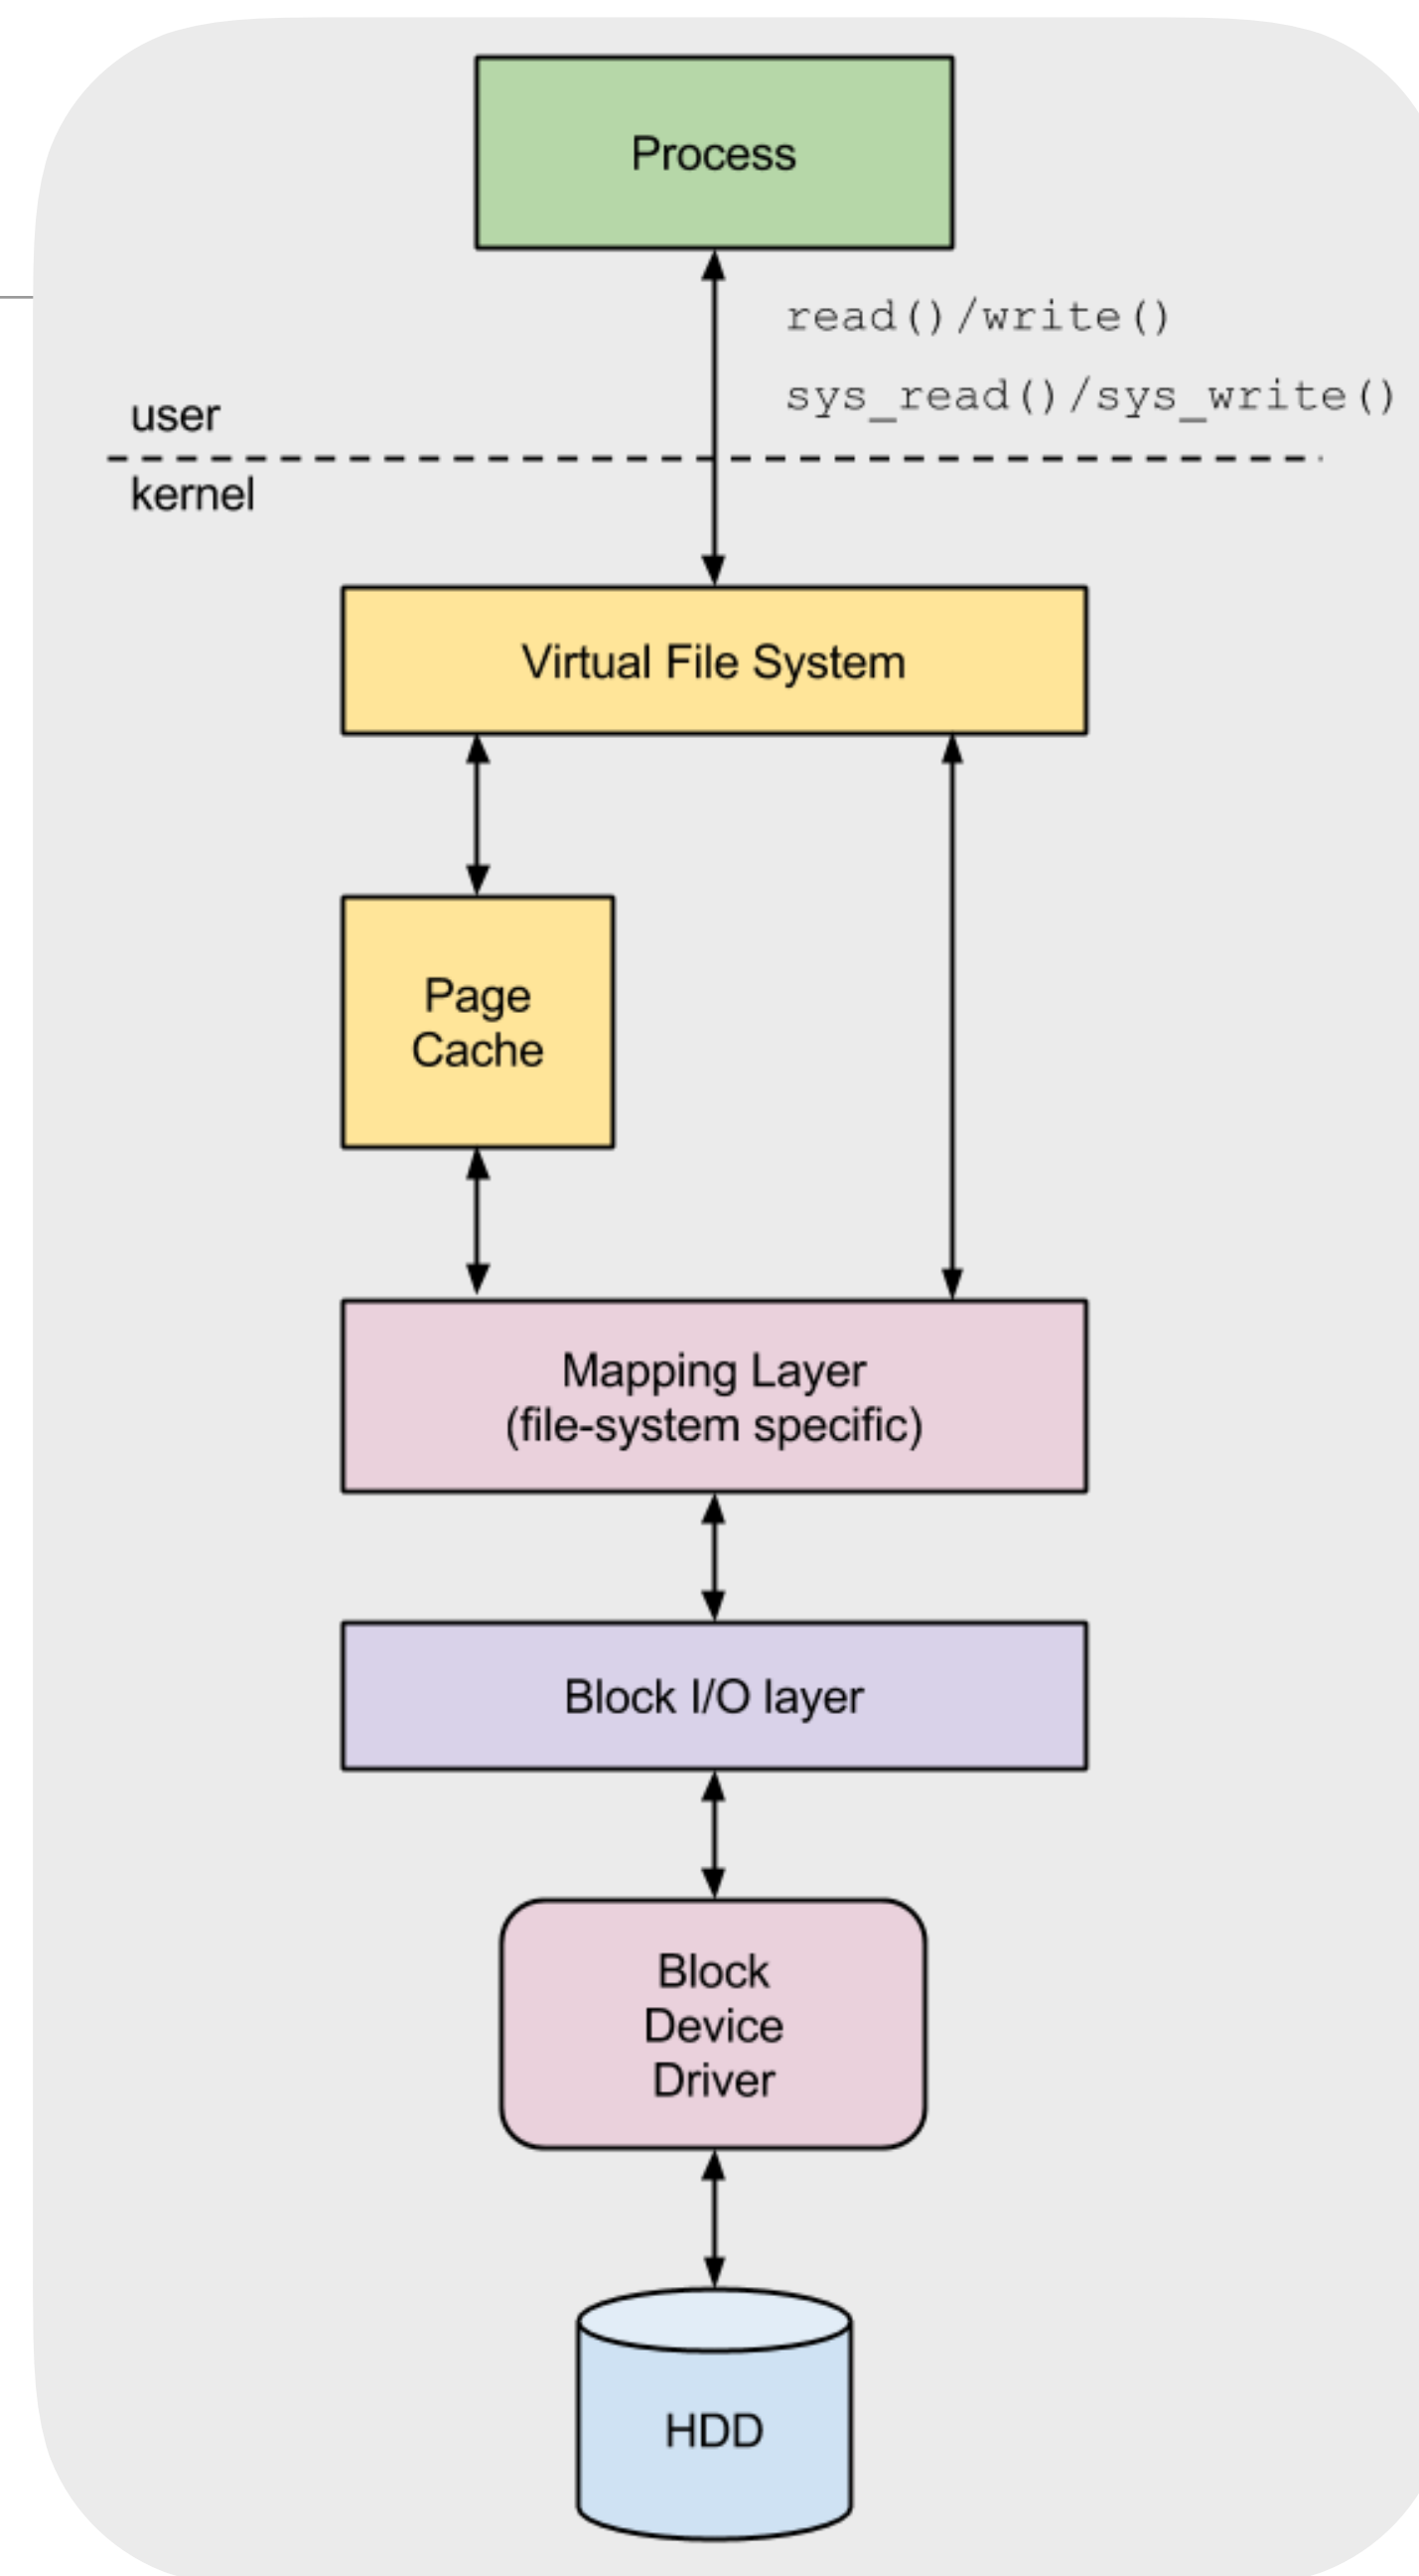 Process
read()/write()
sys_read()/sys_write()
user
kernel
Virtual File System
Page
Cache
Mapping Layer
(file-system specific)
Block I/O layer
Block
Device
Driver
HDD